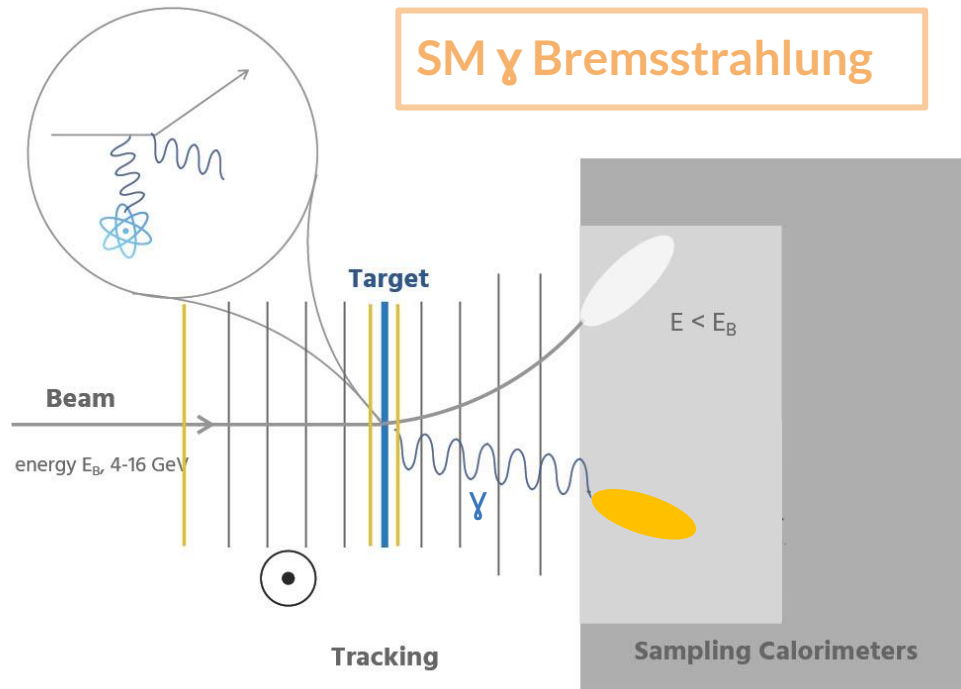 SM γ Bremsstrahlung
Target
E < E_B
Beam
energy E_B, 4-16 GeV
γ
Tracking
Sampling Calorimeters